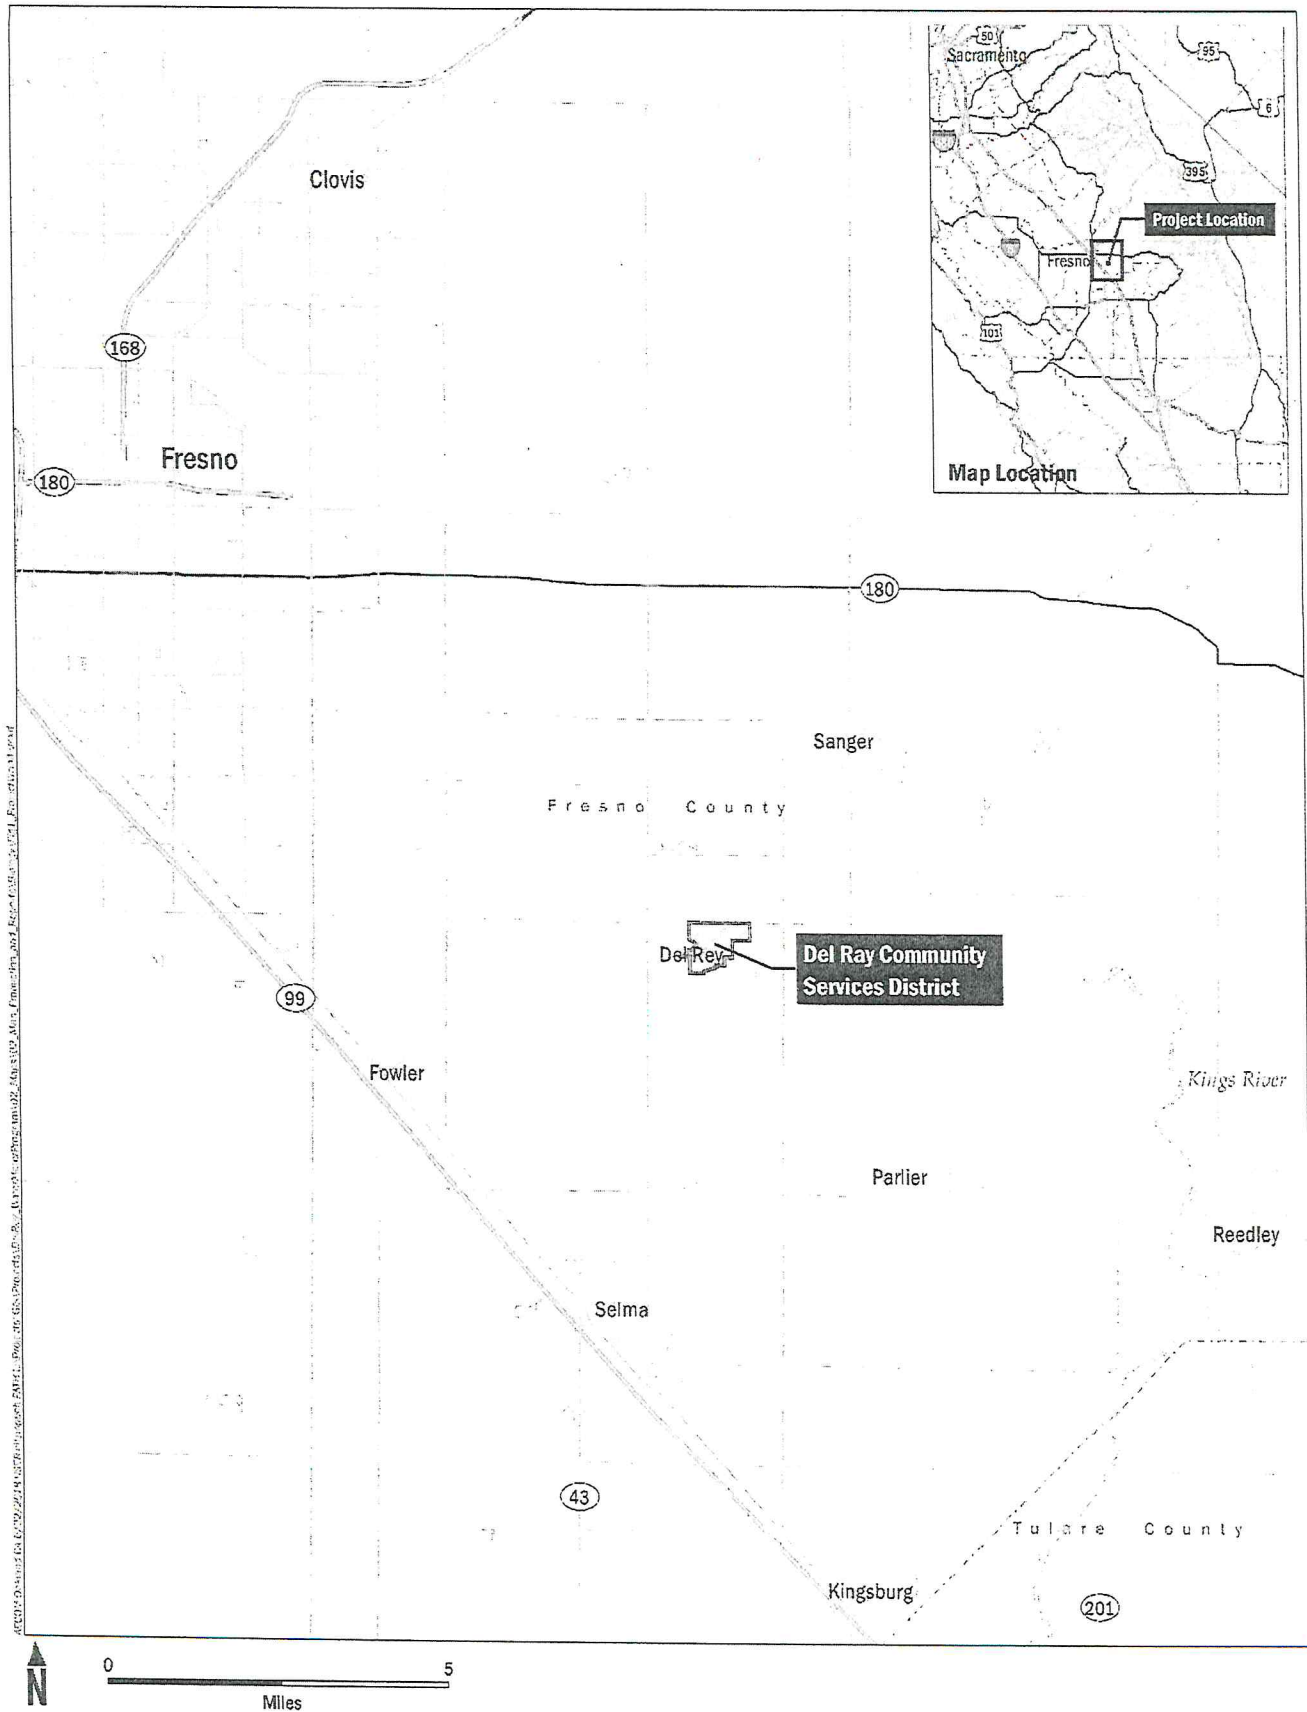 50
Sacramento
95
6
395
Project Location
Fresno
101
Map Location
Clovis
168
Fresno
180
180
Sanger
Fresno County
Del Rey
Del Ray Community
Services District
99
Fowler
Kings River
Parlier
Reedley
Selma
43
Tulare County
Kingsburg
201
N
0
5
Miles